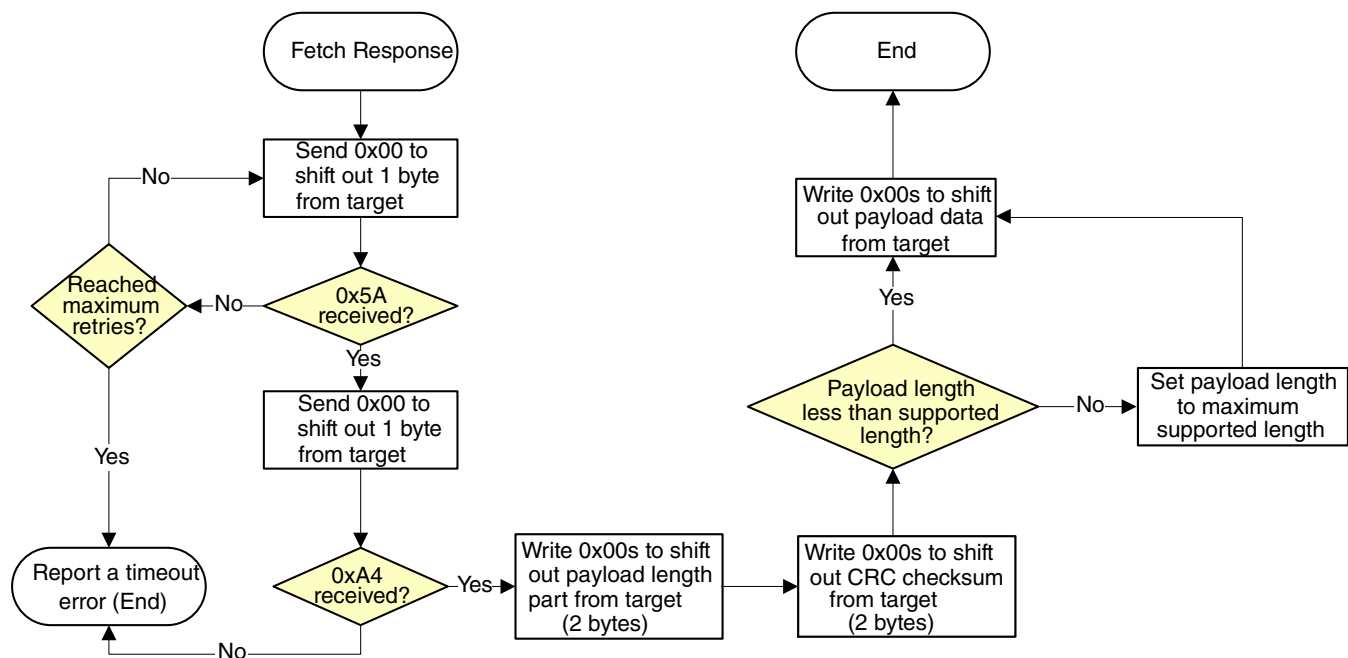 Fetch Response
End
Send 0x00 to
shift out 1 byte
from target
No
Write 0x00s to shift
out payload data
from target
Reached
maximum
retries?
No
0x5A
received?
Yes
Yes
Send 0x00 to
shift out 1 byte
from target
Payload length
less than supported
length?
No
Set payload length
to maximum
supported length
Yes
Report a timeout
error (End)
0xA4
received?
Yes
Write 0x00s to shift
out payload length
part from target
(2 bytes)
Write 0x00s to shift
out CRC checksum
from target
(2 bytes)
No